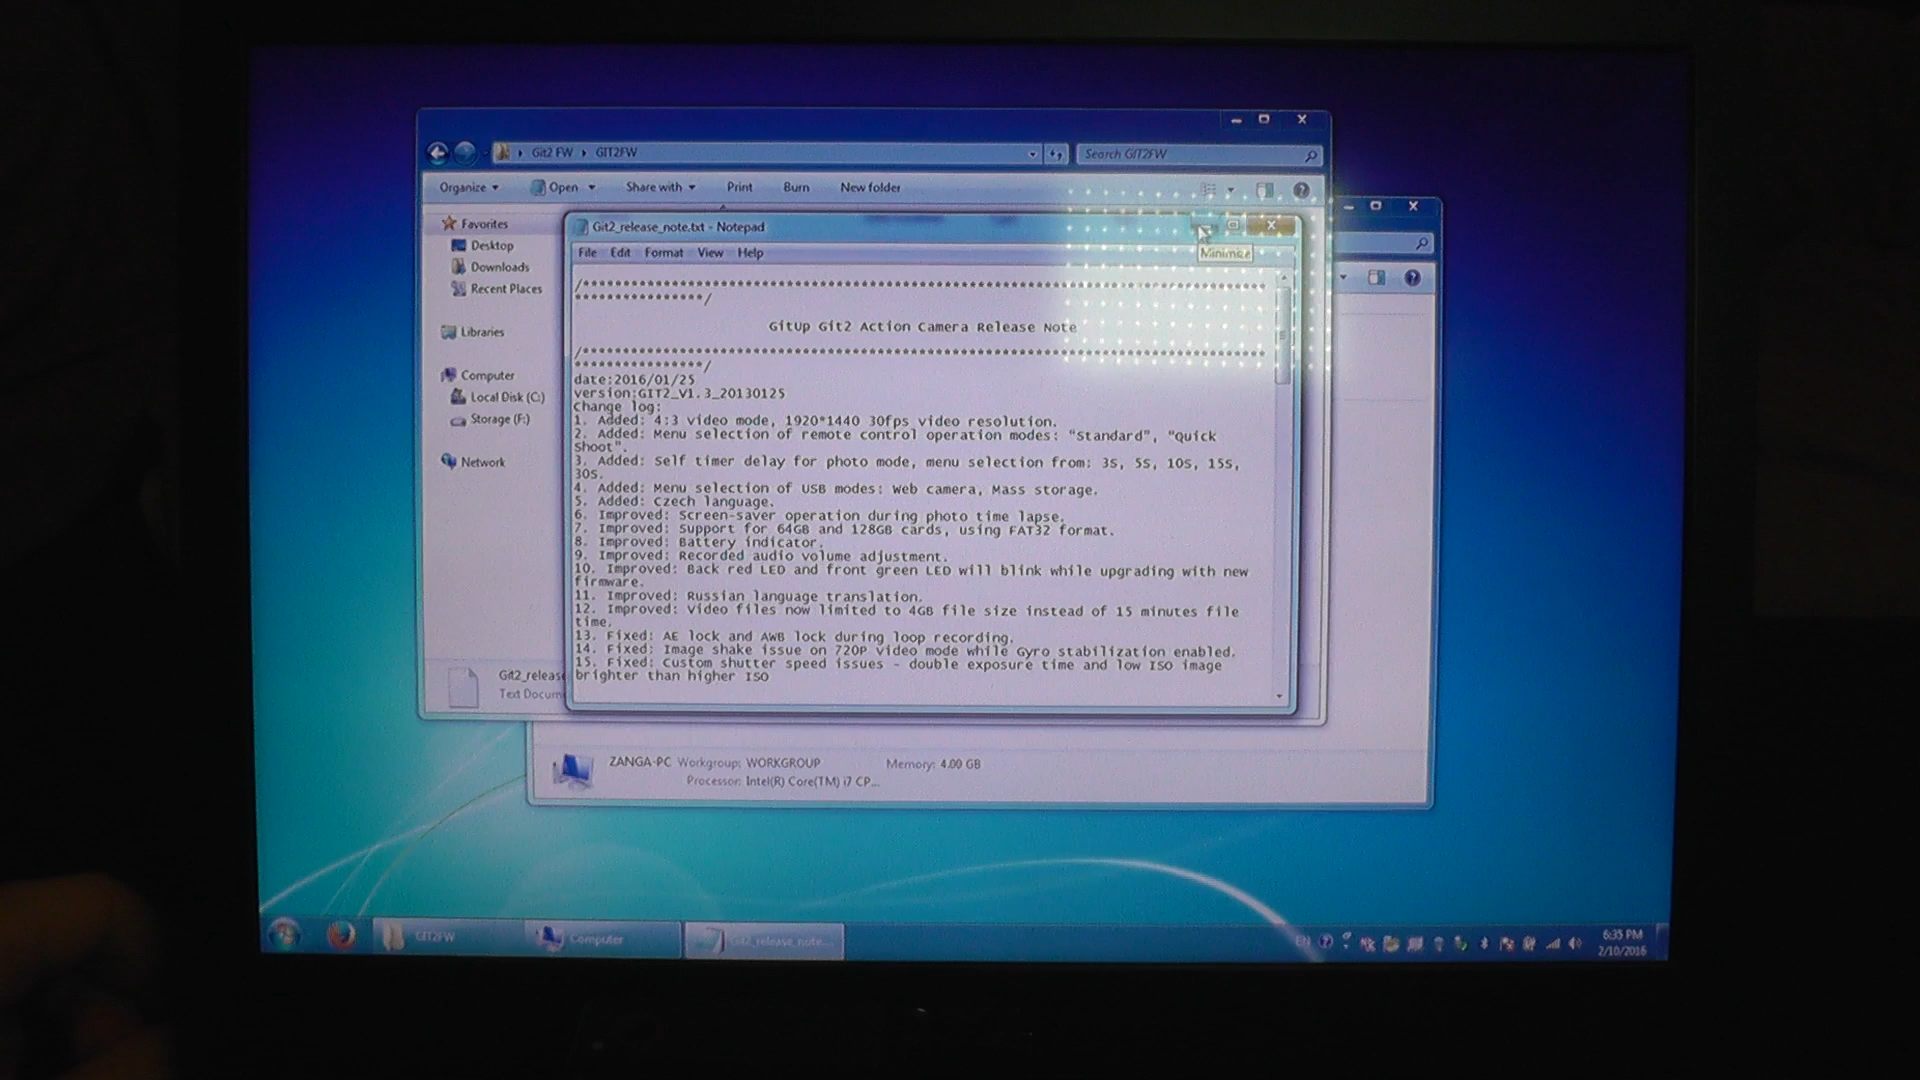 Git2 FW ▸ GIT2FW
Search GIT2FW
Organize ▾ Open ▾ Share with ▾ Print Burn New folder
Favorites
Desktop
Downloads
Recent Places
Libraries
Computer
Local Disk (C:)
Storage (F:)
Network
Git2_release_note.txt - Notepad
Minimize
File Edit Format View Help
GitUp Git2 Action Camera Release Note
date:2016/01/25
version:GIT2_V1.3_20130125
Change log:
1. Added: 4:3 video mode, 1920*1440 30fps video resolution.
2. Added: Menu selection of remote control operation modes: "Standard", "Quick
Shoot".
3. Added: Self timer delay for photo mode, menu selection from: 3S, 5S, 10S, 15S,
30S.
4. Added: Menu selection of USB modes: Web camera, Mass storage.
5. Added: Czech language.
6. Improved: Screen-saver operation during photo time lapse.
7. Improved: Support for 64GB and 128GB cards, using FAT32 format.
8. Improved: Battery indicator.
9. Improved: Recorded audio volume adjustment.
10. Improved: Back red LED and front green LED will blink while upgrading with new
firmware.
11. Improved: Russian language translation.
12. Improved: Video files now limited to 4GB file size instead of 15 minutes file
time.
13. Fixed: AE lock and AWB lock during loop recording.
14. Fixed: Image shake issue on 720P video mode while Gyro stabilization enabled.
15. Fixed: Custom shutter speed issues - double exposure time and low ISO image
brighter than higher ISO
Git2_releas
Text Docum
ZANGA-PC Workgroup: WORKGROUP Memory: 4.00 GB
Processor: Intel(R) Core(TM) i7 CP...
GIT2FW
Computer
Git2_release_note...
EN
6:35 PM
2/10/2016